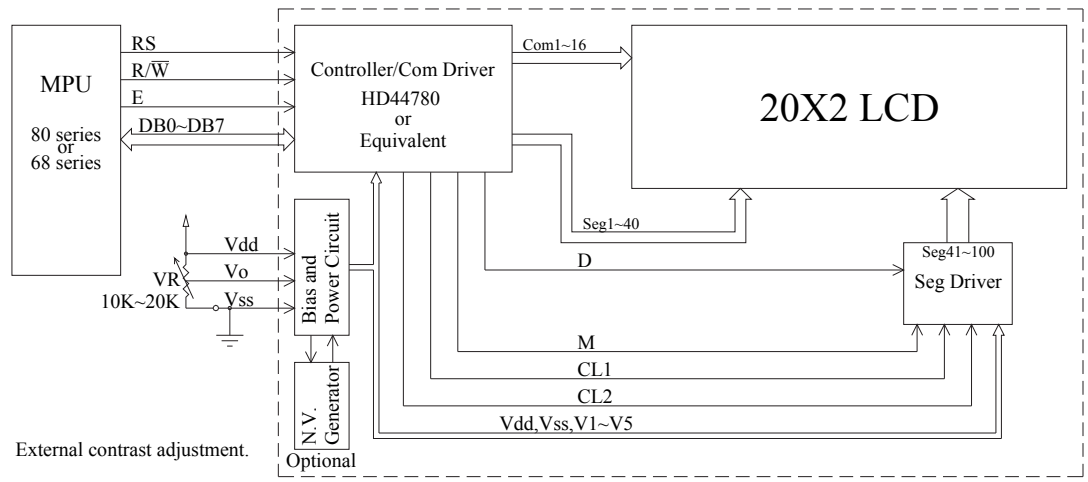 MPU
80 series
or
68 series
RS
R/W̅
E
DB0~DB7
Controller/Com Driver
HD44780
or
Equivalent
Com1~16
20X2 LCD
Seg1~40
D
Seg41~100
Seg Driver
Vdd
Vo
VR
10K~20K
Vss
Bias and
Power Circuit
M
CL1
CL2
Vdd,Vss,V1~V5
N.V.
Generator
Optional
External contrast adjustment.